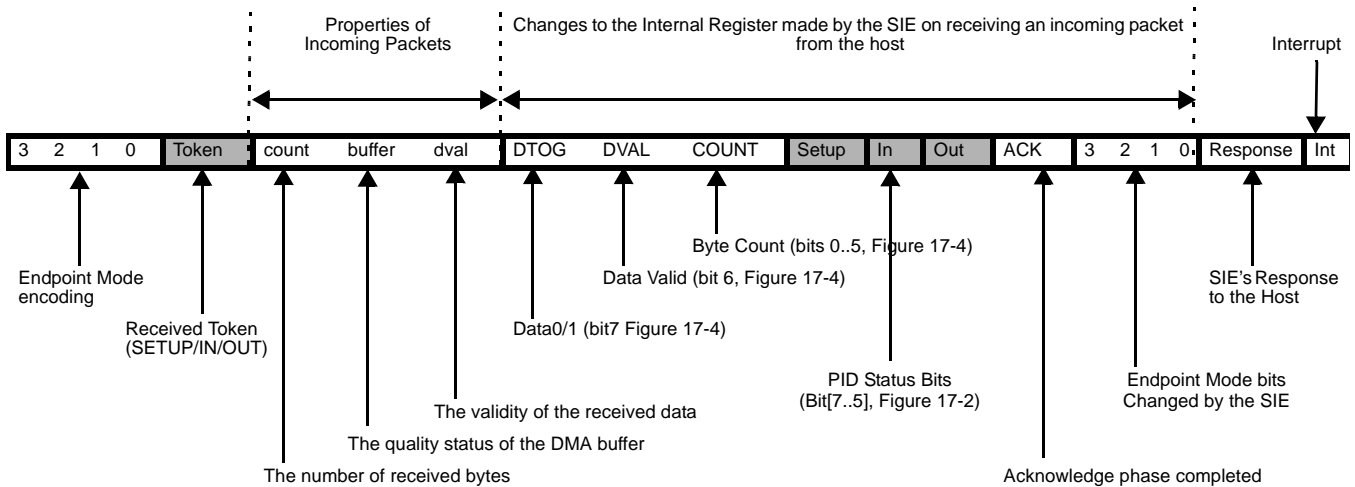 Properties of
Incoming Packets
Changes to the Internal Register made by the SIE on receiving an incoming packet
from the host
Interrupt
3 2 1 0 Token count buffer dval DTOG DVAL COUNT Setup In Out ACK 3 2 1 0 Response Int
Byte Count (bits 0..5, Figure 17-4)
Endpoint Mode
encoding
Data Valid (bit 6, Figure 17-4)
SIE's Response
to the Host
Received Token
(SETUP/IN/OUT)
Data0/1 (bit7 Figure 17-4)
PID Status Bits
(Bit[7..5], Figure 17-2)
Endpoint Mode bits
Changed by the SIE
The validity of the received data
The quality status of the DMA buffer
The number of received bytes
Acknowledge phase completed